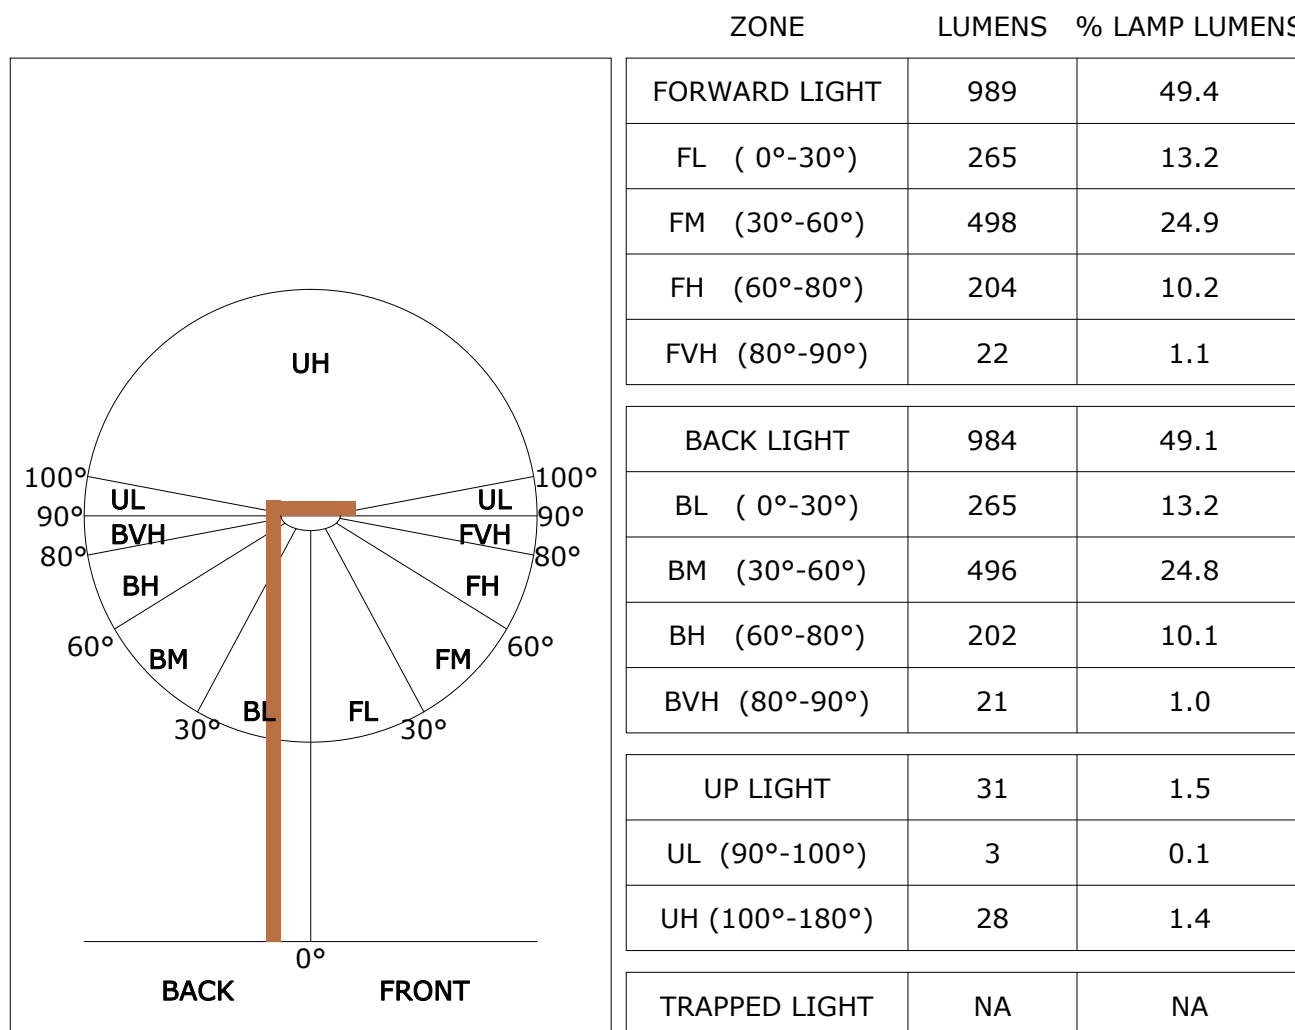 ZONE LUMENS % LAMP LUMENS
FORWARD LIGHT 989 49.4
FL ( 0°-30°) 265 13.2
FM (30°-60°) 498 24.9
FH (60°-80°) 204 10.2
FVH (80°-90°) 22 1.1
BACK LIGHT 984 49.1
BL ( 0°-30°) 265 13.2
BM (30°-60°) 496 24.8
BH (60°-80°) 202 10.1
BVH (80°-90°) 21 1.0
UP LIGHT 31 1.5
UL (90°-100°) 3 0.1
UH (100°-180°) 28 1.4
TRAPPED LIGHT NA NA
UH
100° 100°
UL UL
90° 90°
BVH FVH
80° 80°
BH FH
60° 60°
BM FM
BL FL
30° 30°
0°
BACK FRONT